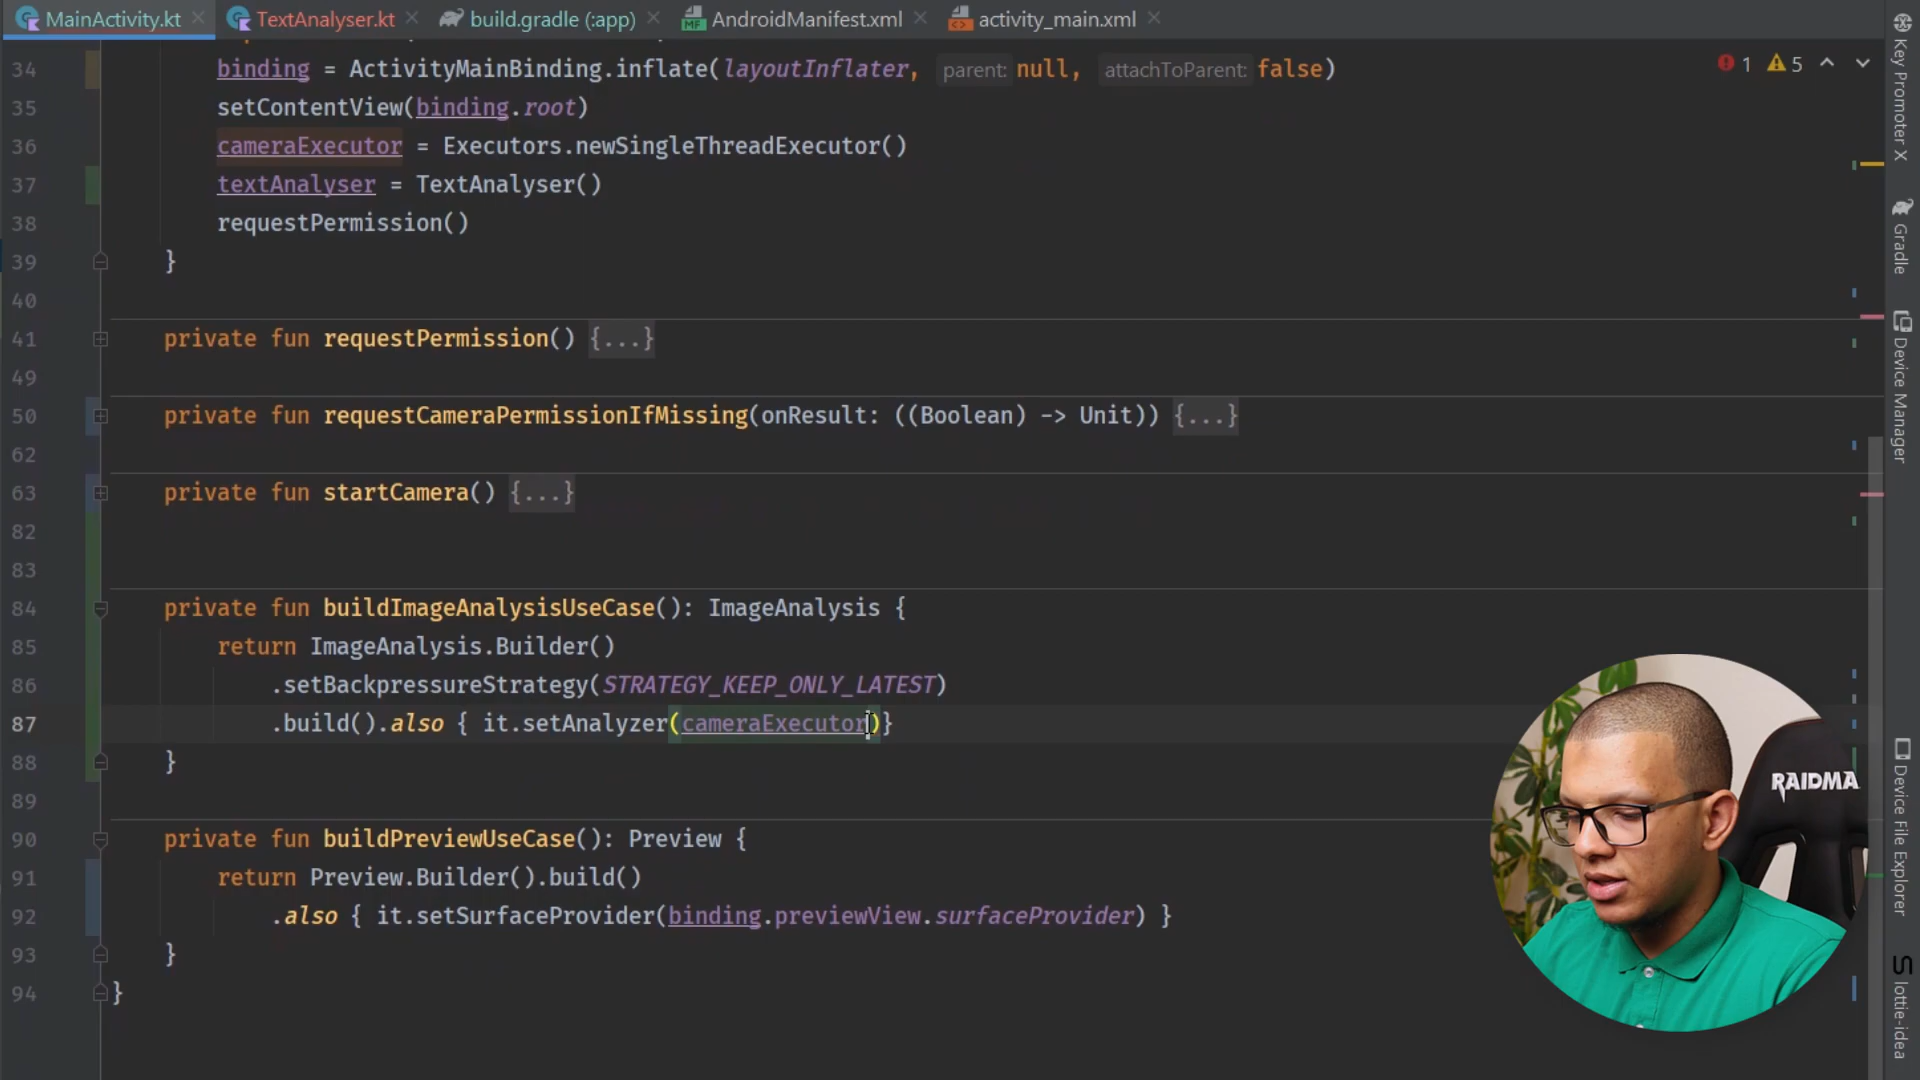 MainActivity.kt TextAnalyser.kt build.gradle (:app) AndroidManifest.xml activity_main.xml
34 binding = ActivityMainBinding.inflate(layoutInflater, parent: null, attachToParent: false)
1 5
35 setContentView(binding.root)
36 cameraExecutor = Executors.newSingleThreadExecutor()
37 textAnalyser = TextAnalyser()
38 requestPermission()
39 }
40
41 private fun requestPermission() {...}
49
50 private fun requestCameraPermissionIfMissing(onResult: ((Boolean) -> Unit)) {...}
62
63 private fun startCamera() {...}
82
83
84 private fun buildImageAnalysisUseCase(): ImageAnalysis {
85 return ImageAnalysis.Builder()
86 .setBackpressureStrategy(STRATEGY_KEEP_ONLY_LATEST)
87 .build().also { it.setAnalyzer(cameraExecutor)}
88 }
89
90 private fun buildPreviewUseCase(): Preview {
91 return Preview.Builder().build()
92 .also { it.setSurfaceProvider(binding.previewView.surfaceProvider) }
93 }
94 }
Key Promoter X
Gradle
Device Manager
Device File Explorer
lottie-idea
RAIDMA